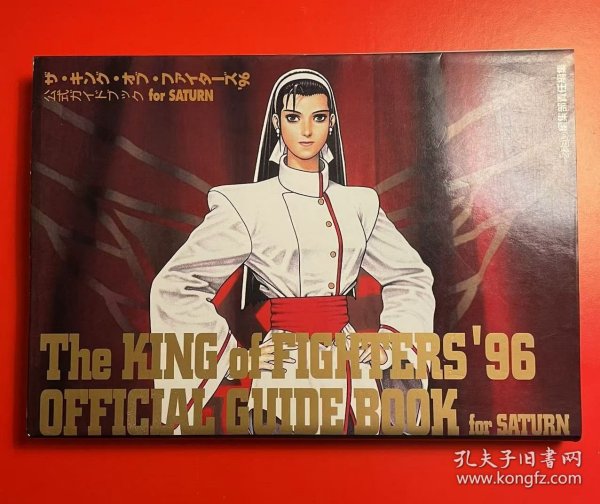 ザ・キング・オブ・ファイターズ'96
公式ガイドブック for SATURN
The KING of FIGHTERS '96
OFFICIAL GUIDE BOOK for SATURN
孔夫子旧書网
www.kongfz.com